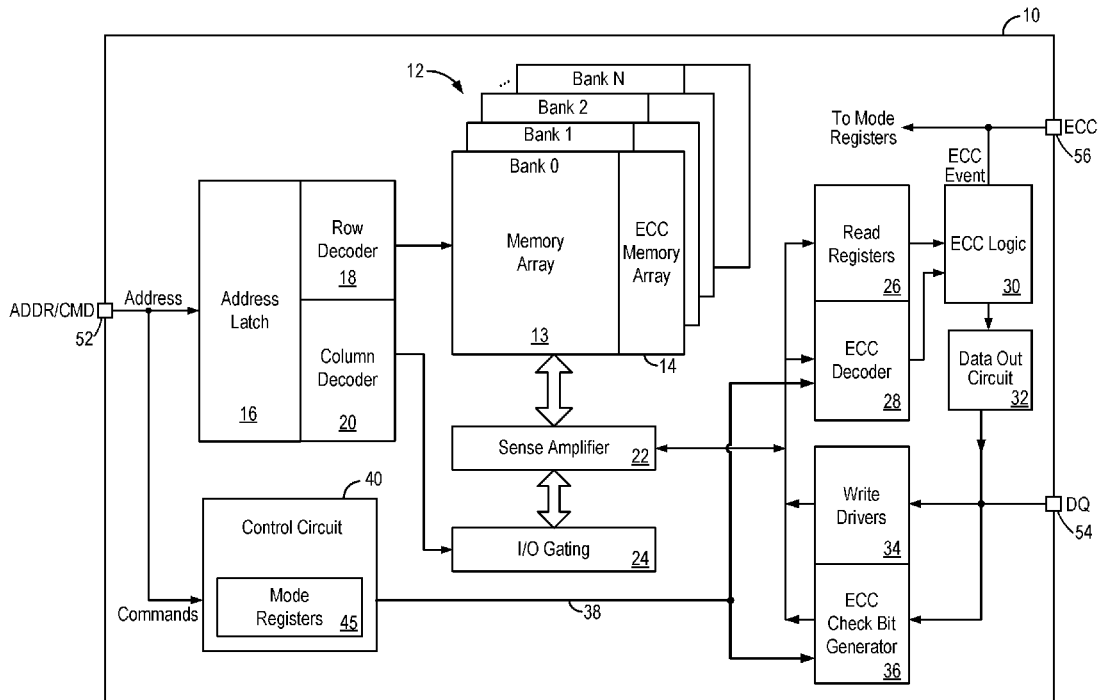 10
12
...
Bank N
Bank 2
Bank 1
Bank 0
Memory
Array
13
ECC
Memory
Array
14
To Mode
Registers
ECC
56
ECC
Event
ADDR/CMD
52
Address
Address
Latch
16
Row
Decoder
18
Column
Decoder
20
Read
Registers
26
ECC Logic
30
ECC
Decoder
28
Data Out
Circuit
32
Sense Amplifier
22
I/O Gating
24
40
Control Circuit
Mode
Registers
45
Commands
38
Write
Drivers
34
ECC
Check Bit
Generator
36
DQ
54